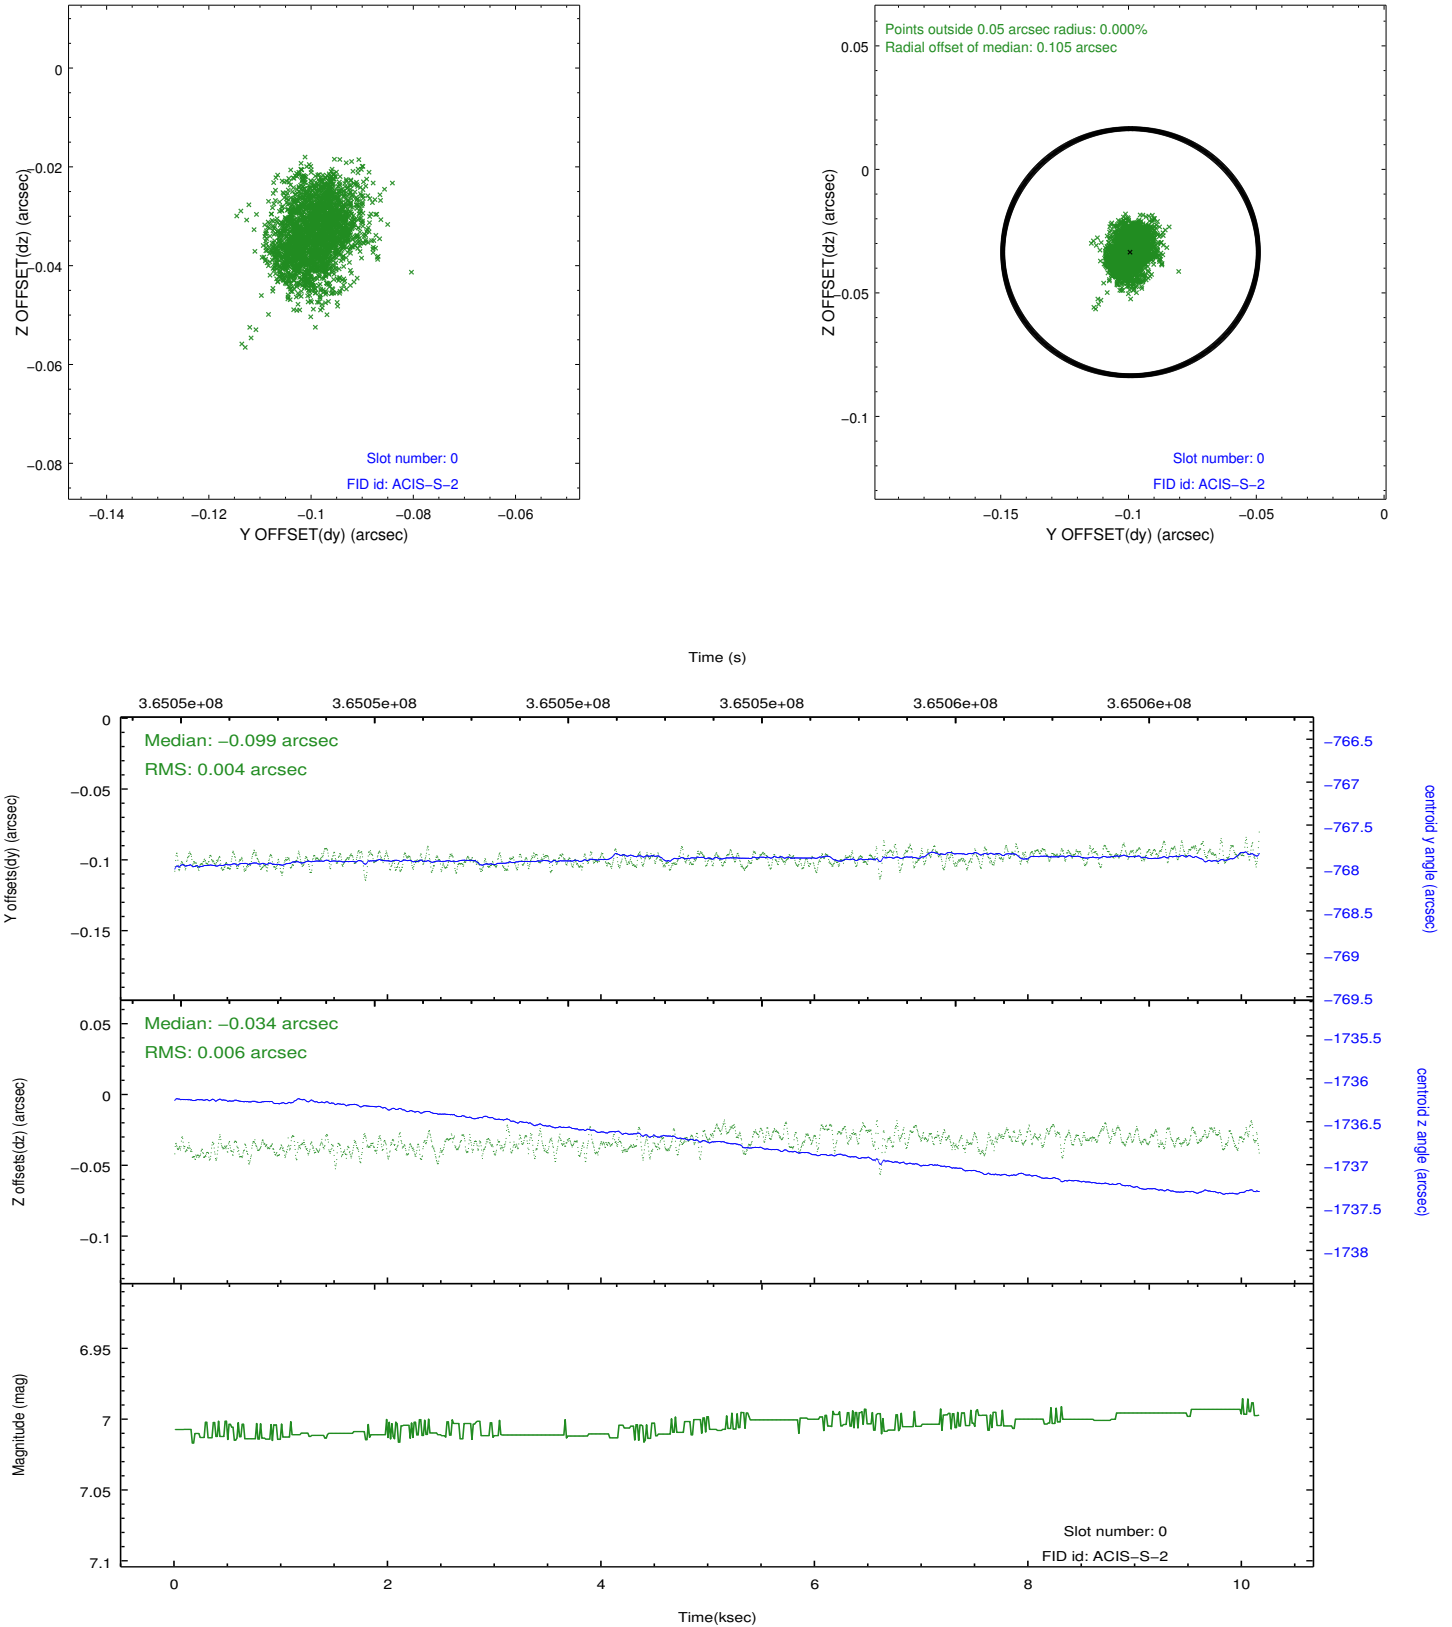 0
−0.02
−0.04
−0.06
−0.08
Z OFFSET(dz) (arcsec)
Slot number: 0
FID id: ACIS−S−2
−0.14
−0.12
−0.1
−0.08
−0.06
Y OFFSET(dy) (arcsec)
Points outside 0.05 arcsec radius: 0.000%
Radial offset of median: 0.105 arcsec
0.05
0
−0.05
−0.1
Z OFFSET(dz) (arcsec)
Slot number: 0
FID id: ACIS−S−2
−0.15
−0.1
−0.05
0
Y OFFSET(dy) (arcsec)
Time (s)
3.6505e+08
3.6505e+08
3.6505e+08
3.6505e+08
3.6506e+08
3.6506e+08
Median: −0.099 arcsec
RMS: 0.004 arcsec
0
−0.05
−0.1
−0.15
Y offsets(dy) (arcsec)
−766.5
−767
−767.5
−768
−768.5
−769
−769.5
centroid y angle (arcsec)
Median: −0.034 arcsec
RMS: 0.006 arcsec
0.05
0
−0.05
−0.1
Z offsets(dz) (arcsec)
−1735.5
−1736
−1736.5
−1737
−1737.5
−1738
centroid z angle (arcsec)
6.95
7
7.05
7.1
Magnitude (mag)
Slot number: 0
FID id: ACIS−S−2
0
2
4
6
8
10
Time(ksec)